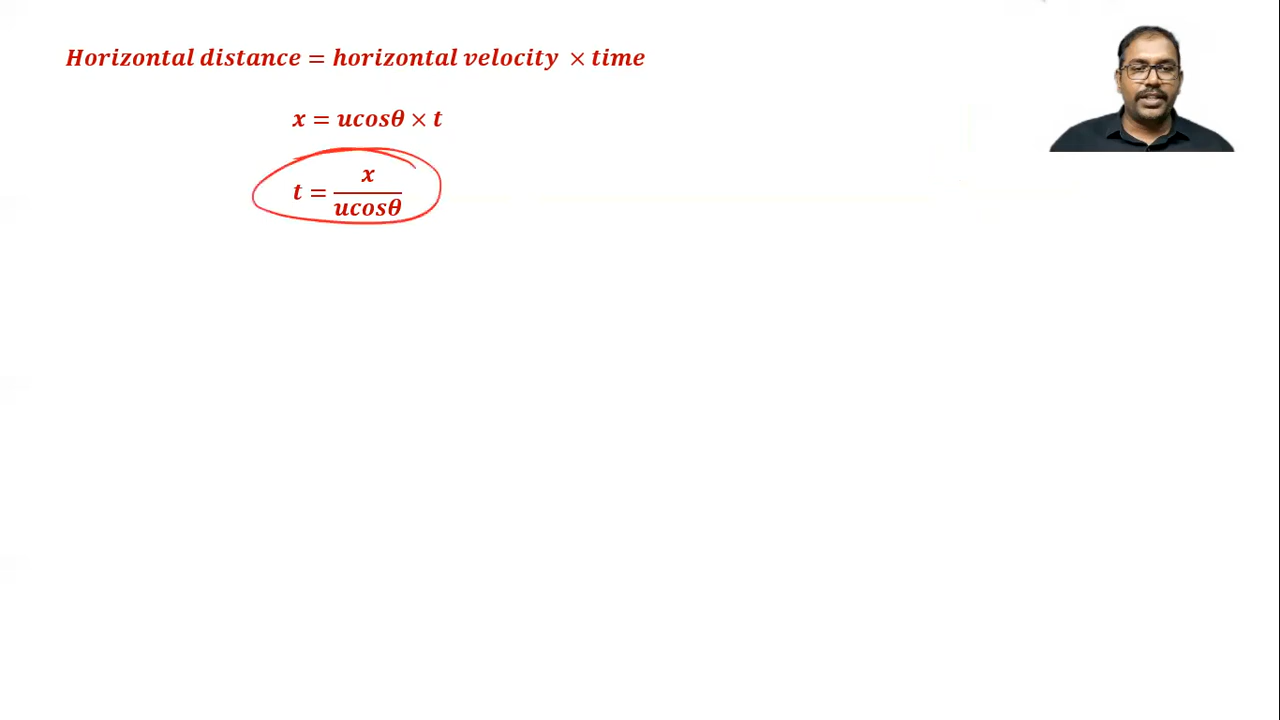 Horizontal distance = horizontal velocity × time
x = ucosθ × t
t = x / ucosθ